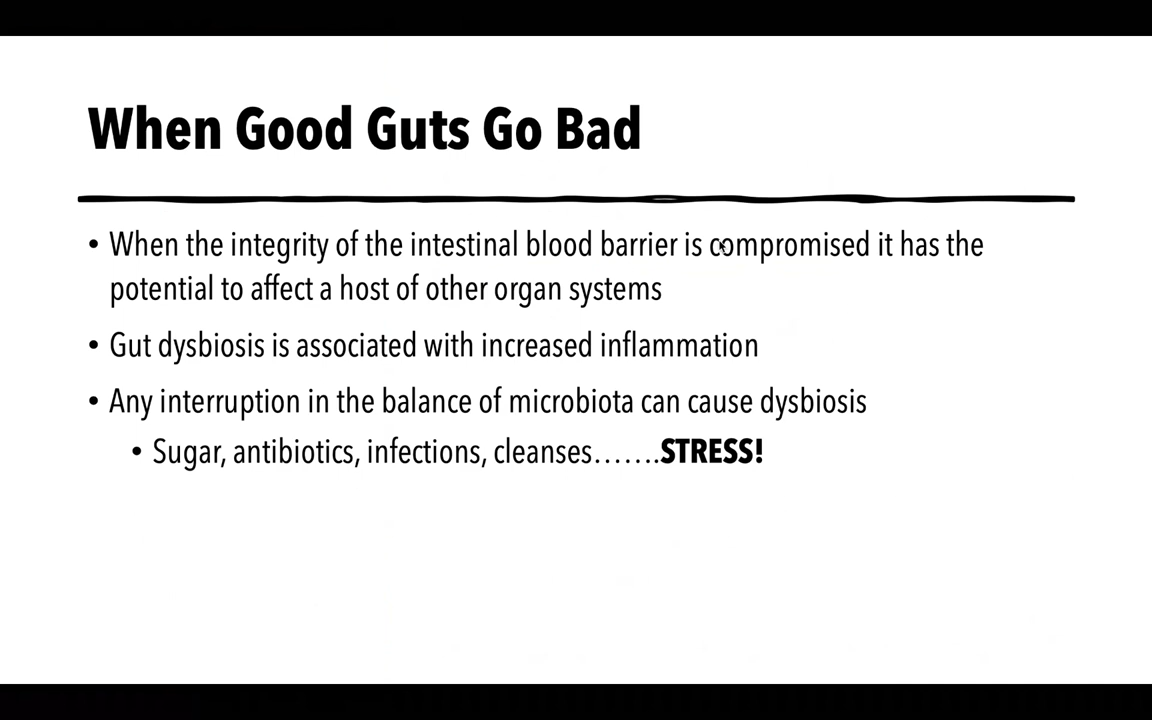 When Good Guts Go Bad
• When the integrity of the intestinal blood barrier is compromised it has the
potential to affect a host of other organ systems
• Gut dysbiosis is associated with increased inflammation
• Any interruption in the balance of microbiota can cause dysbiosis
• Sugar, antibiotics, infections, cleanses…….STRESS!